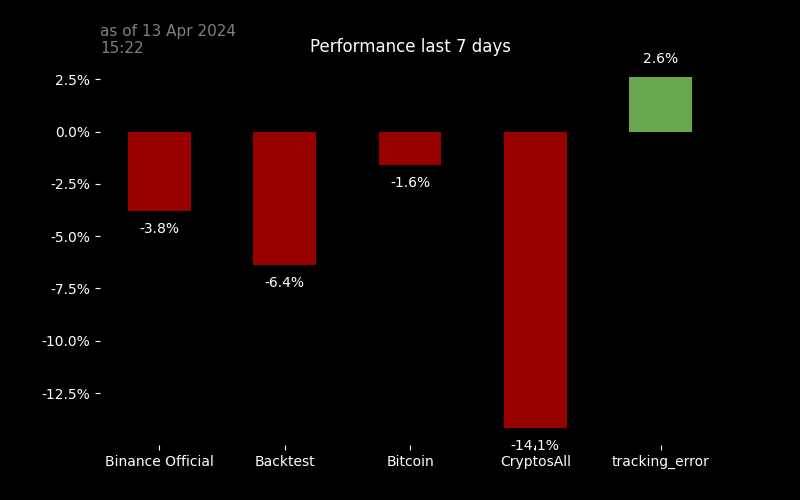 as of 13 Apr 2024
15:22
Performance last 7 days
2.6%
2.5%
0.0%
-2.5%
-5.0%
-7.5%
-10.0%
-12.5%
-3.8%
-6.4%
-1.6%
-14.1%
Binance Official
Backtest
Bitcoin
CryptosAll
tracking_error